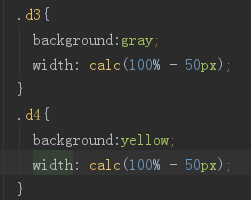 .d3{
background:gray;
width: calc(100% - 50px);
}
.d4{
background:yellow;
width: calc(100% - 50px);
}